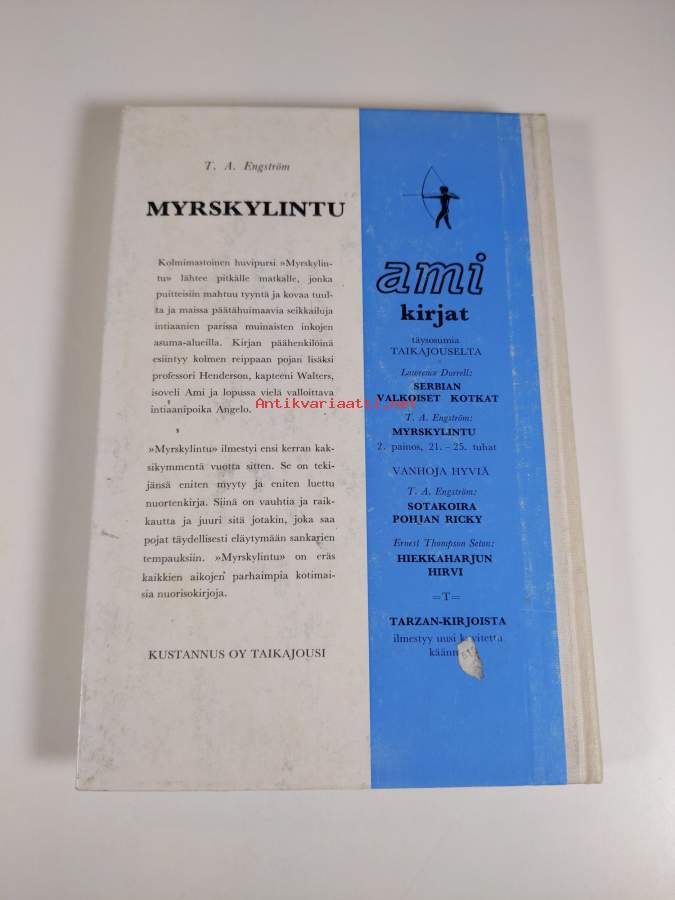 T. A. Engström
MYRSKYLINTU
Kolmimastoinen huvipursi »Myrskylin-
tu» lähtee pitkälle matkalle, jonka
puitteisiin mahtuu tyyntä ja kovaa tuul-
ta ja maissa päätähuimaavia seikkailuja
intiaanien parissa muinaisten inkojen
asuma-alueilla. Kirjan päähenkilöinä
esiintyy kolmen reippaan pojan lisäksi
professori Henderson, kapteeni Walters,
isoveli Ami ja lopussa vielä valloittava
intiaanipoika Angelo.
»Myrskylintu» ilmestyi ensi kerran kak-
sikymmentä vuotta sitten. Se on teki-
jänsä eniten myyty ja eniten luettu
nuortenkirja. Siinä on vauhtia ja raik-
kautta ja juuri sitä jotakin, joka saa
pojat täydellisesti eläytymään sankarien
tempauksiin. »Myrskylintu» on eräs
kaikkien aikojen parhaimpia kotimai-
sia nuorisokirjoja.
KUSTANNUS OY TAIKAJOUSI
ami
kirjat
täysosumia
TAIKAJOUSELTA
Lawrence Durrell:
SERBIAN
VALKOISET KOTKAT
T. A. Engström:
MYRSKYLINTU
2. painos, 21. – 25. tuhat
VANHOJA HYVIÄ
T. A. Engström:
SOTAKOIRA
POHJAN RICKY
Ernest Thompson Seton:
HIEKKAHARJUN
HIRVI
=T=
TARZAN-KIRJOISTA
ilmestyy uusi
Antikvariaatti.net